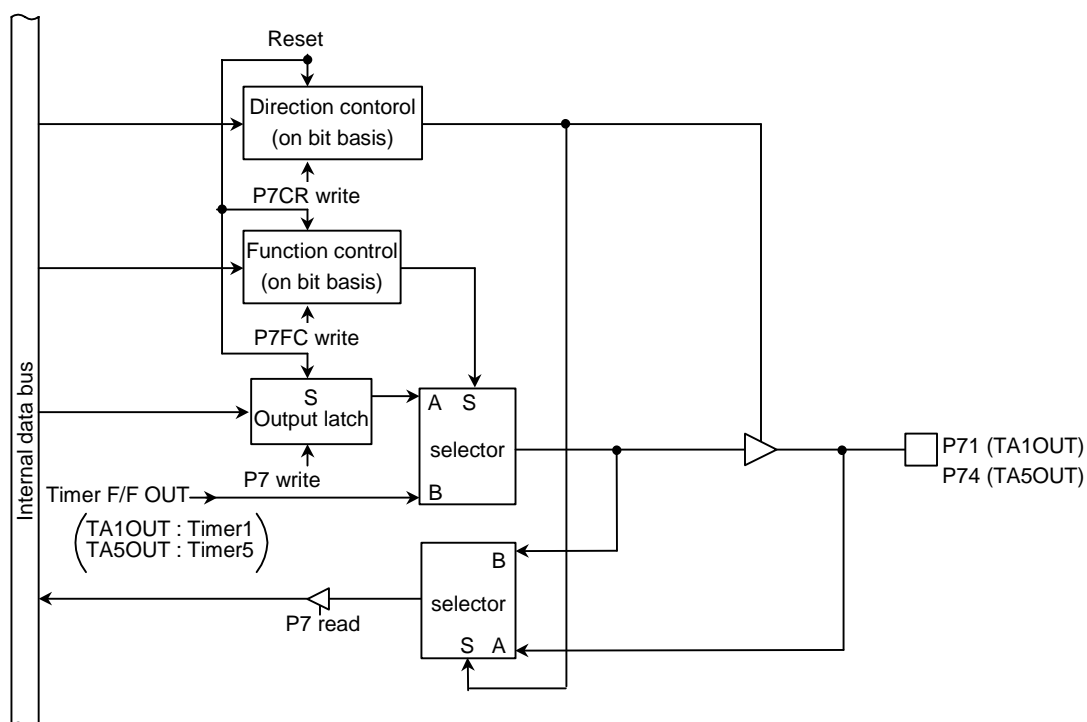 Reset
Direction contorol
(on bit basis)
P7CR write
Function control
(on bit basis)
P7FC write
S
Output latch
P7 write
A S
selector
B
Timer F/F OUT
TA1OUT : Timer1
TA5OUT : Timer5
P71 (TA1OUT)
P74 (TA5OUT)
B
selector
S A
P7 read
Internal data bus